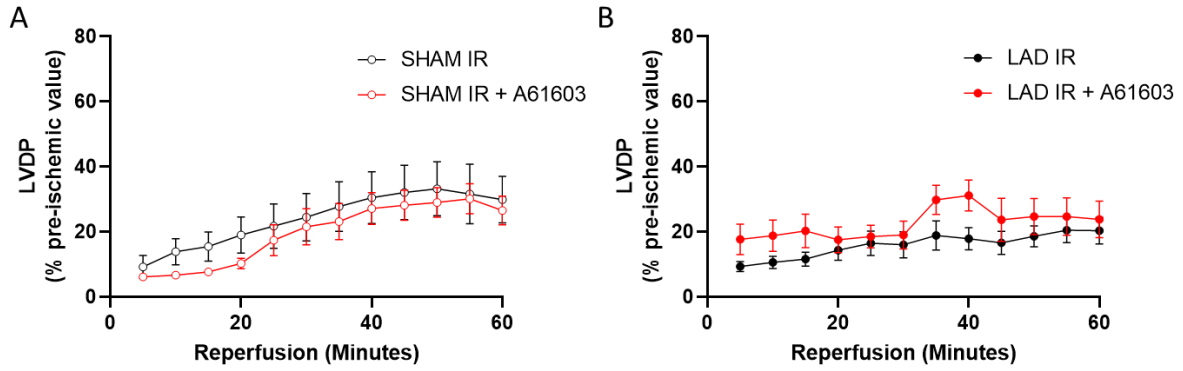 A
LVDP
(% pre-ischemic value)
80
60
40
20
0
0
20
40
60
Reperfusion (Minutes)
SHAM IR
SHAM IR + A61603
B
LVDP
(% pre-ischemic value)
80
60
40
20
0
0
20
40
60
Reperfusion (Minutes)
LAD IR
LAD IR + A61603